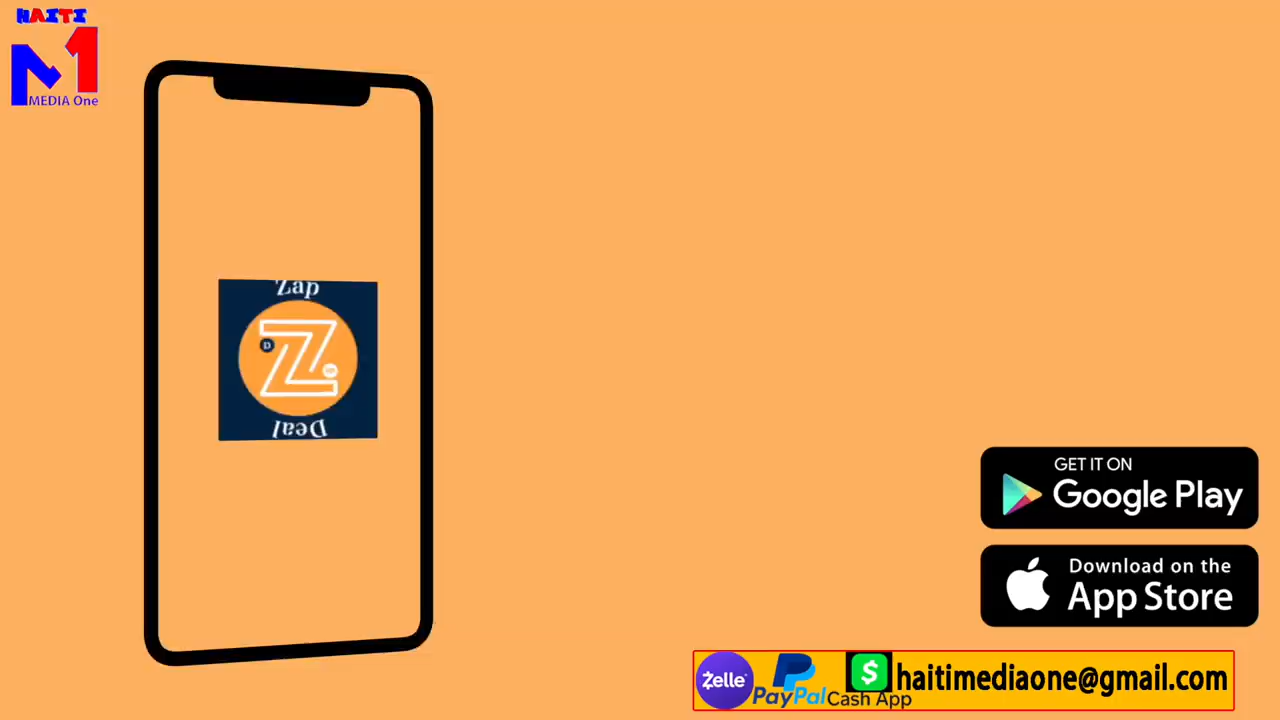 HAITI
M1
MEDIA One
Zap
D
Z
Deal
GET IT ON
Google Play
Download on the
App Store
Zelle
PayPal
$
Cash App
haitimediaone@gmail.com